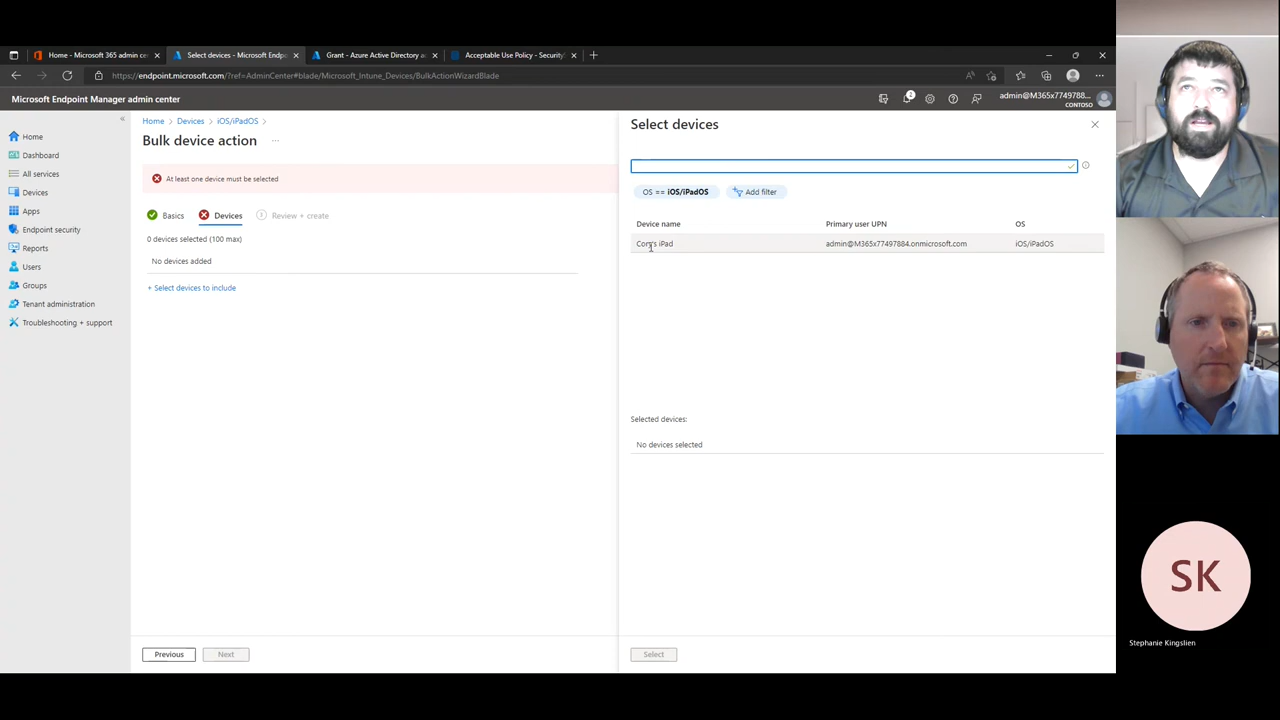 Home - Microsoft 365 admin cen
Select devices - Microsoft Endpo
Grant - Azure Active Directory a
Acceptable Use Policy - Security
https://endpoint.microsoft.com/?ref=AdminCenter#blade/Microsoft_Intune_Devices/BulkActionWizardBlade
Microsoft Endpoint Manager admin center
2
admin@M365x7749788...
CONTOSO
Home
Dashboard
All services
Devices
Apps
Endpoint security
Reports
Users
Groups
Tenant administration
Troubleshooting + support
Home > Devices > iOS/iPadOS >
Bulk device action ...
At least one device must be selected
Basics
Devices
3 Review + create
0 devices selected (100 max)
No devices added
+ Select devices to include
Previous
Next
Select devices
OS == iOS/iPadOS
Add filter
Device name Primary user UPN OS
iPad admin@M365x77497884.onmicrosoft.com iOS/iPadOS
Selected devices:
No devices selected
Select
SK
Stephanie Kingslien